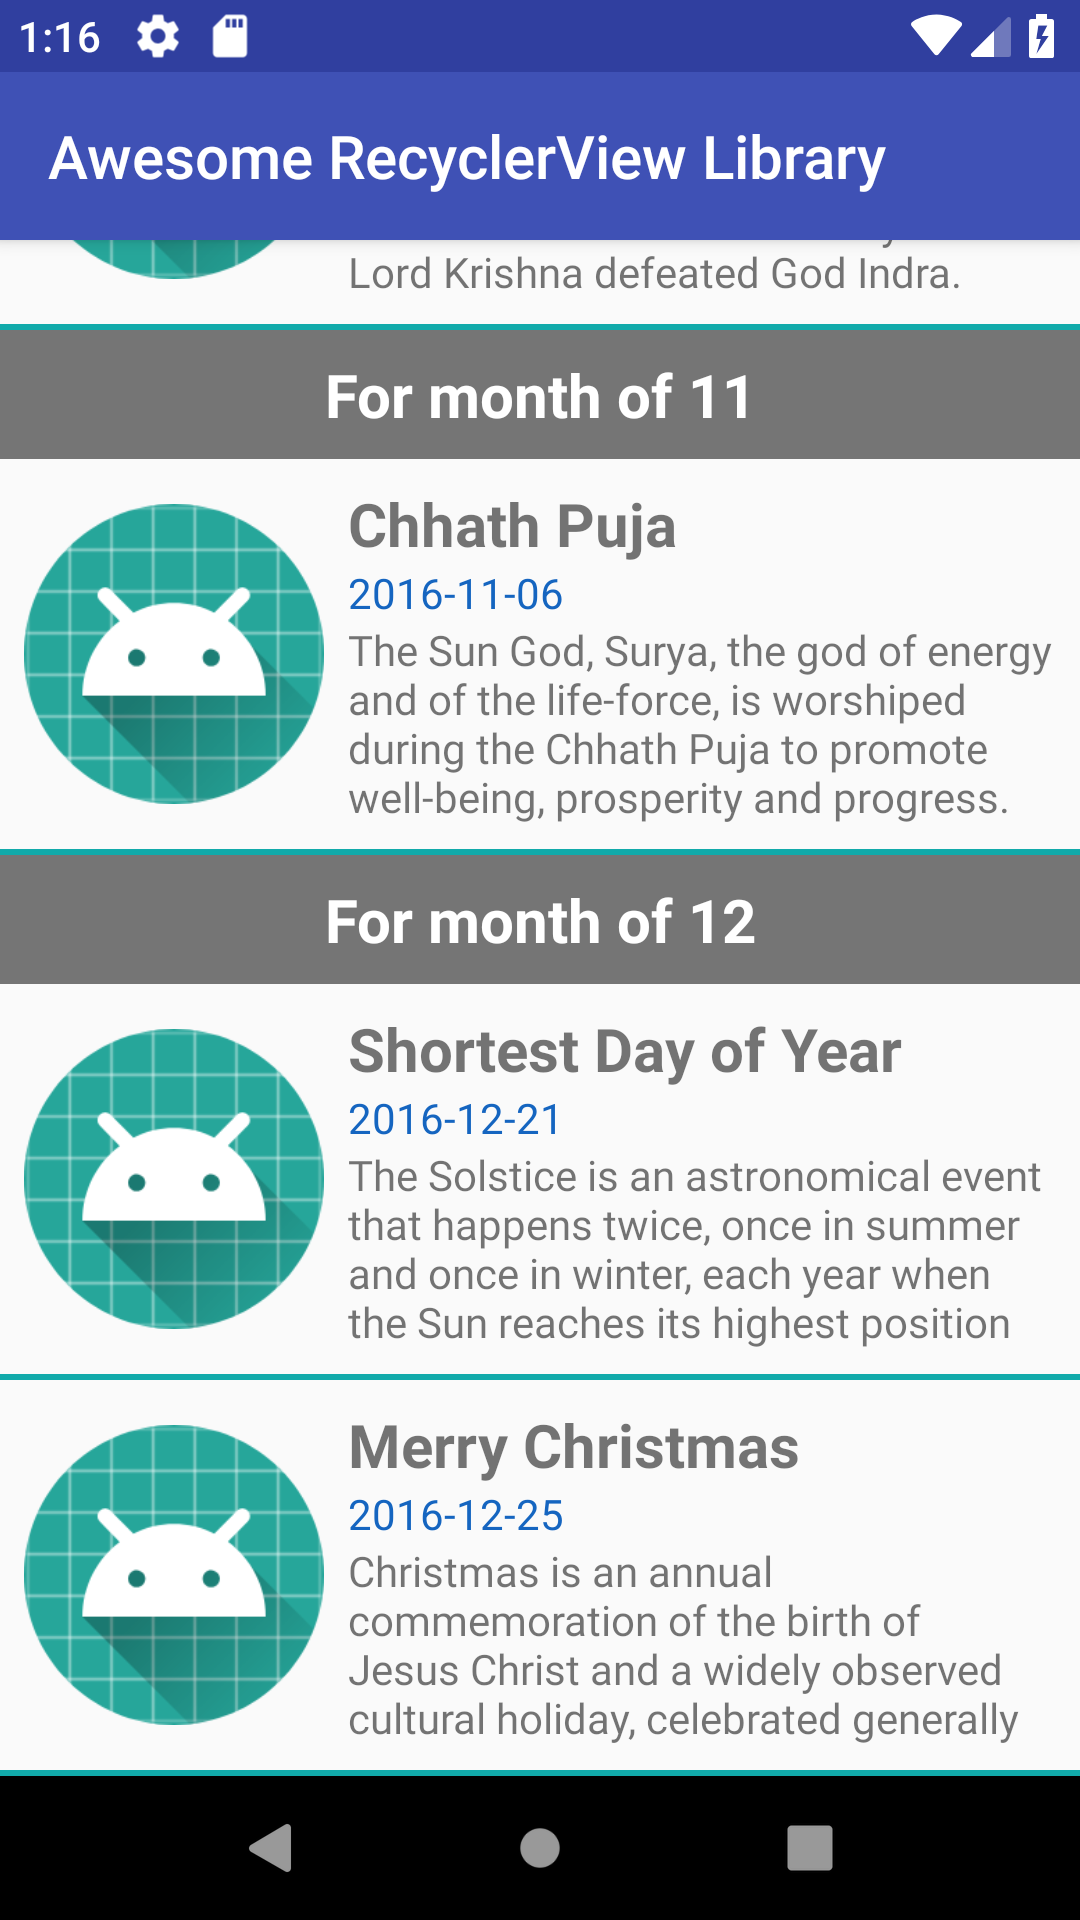 1:16
Awesome RecyclerView Library
Lord Krishna defeated God Indra.
For month of 11
Chhath Puja
2016-11-06
The Sun God, Surya, the god of energy
and of the life-force, is worshiped
during the Chhath Puja to promote
well-being, prosperity and progress.
For month of 12
Shortest Day of Year
2016-12-21
The Solstice is an astronomical event
that happens twice, once in summer
and once in winter, each year when
the Sun reaches its highest position
Merry Christmas
2016-12-25
Christmas is an annual
commemoration of the birth of
Jesus Christ and a widely observed
cultural holiday, celebrated generally